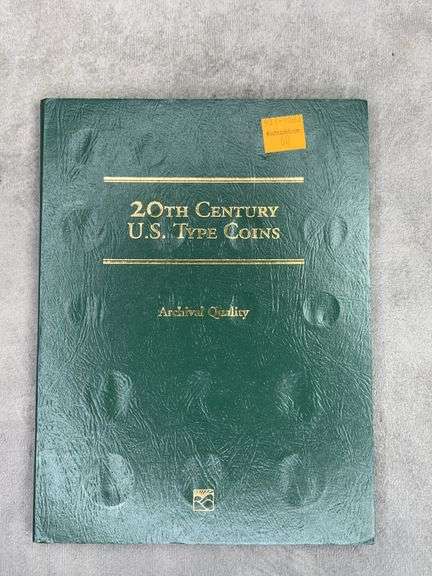 20th Century
U.S. Type Coins
Archival Quality